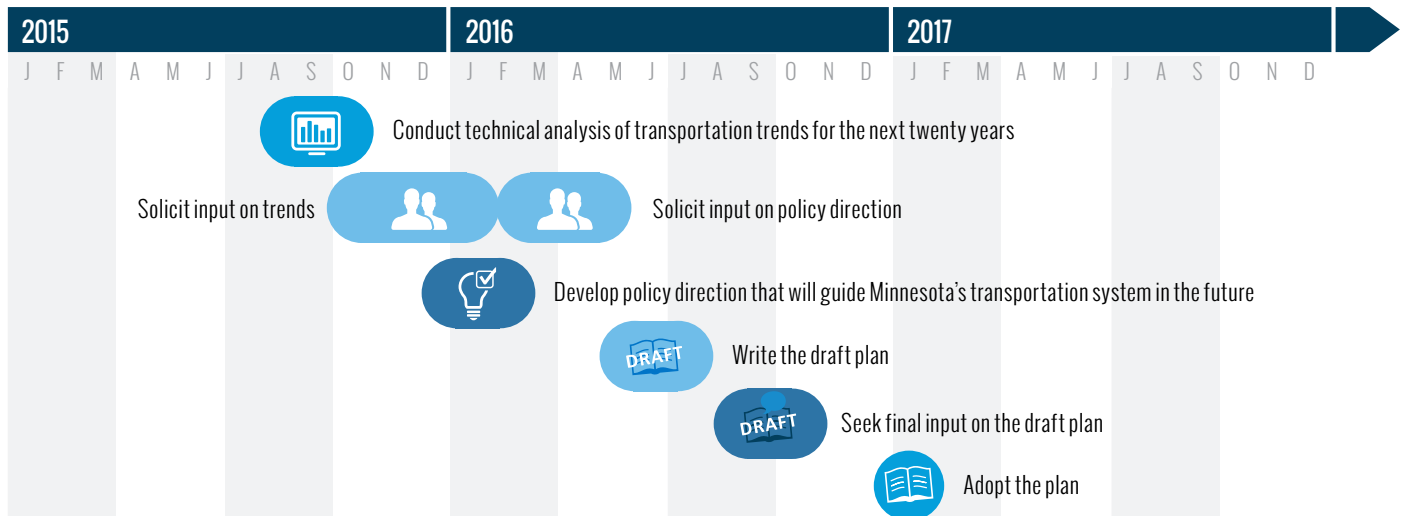 2015 2016 2017
J F M A M J J A S O N D J F M A M J J A S O N D J F M A M J J A S O N D
Conduct technical analysis of transportation trends for the next twenty years
Solicit input on trends Solicit input on policy direction
Develop policy direction that will guide Minnesota's transportation system in the future
DRAFT Write the draft plan
DRAFT Seek final input on the draft plan
Adopt the plan